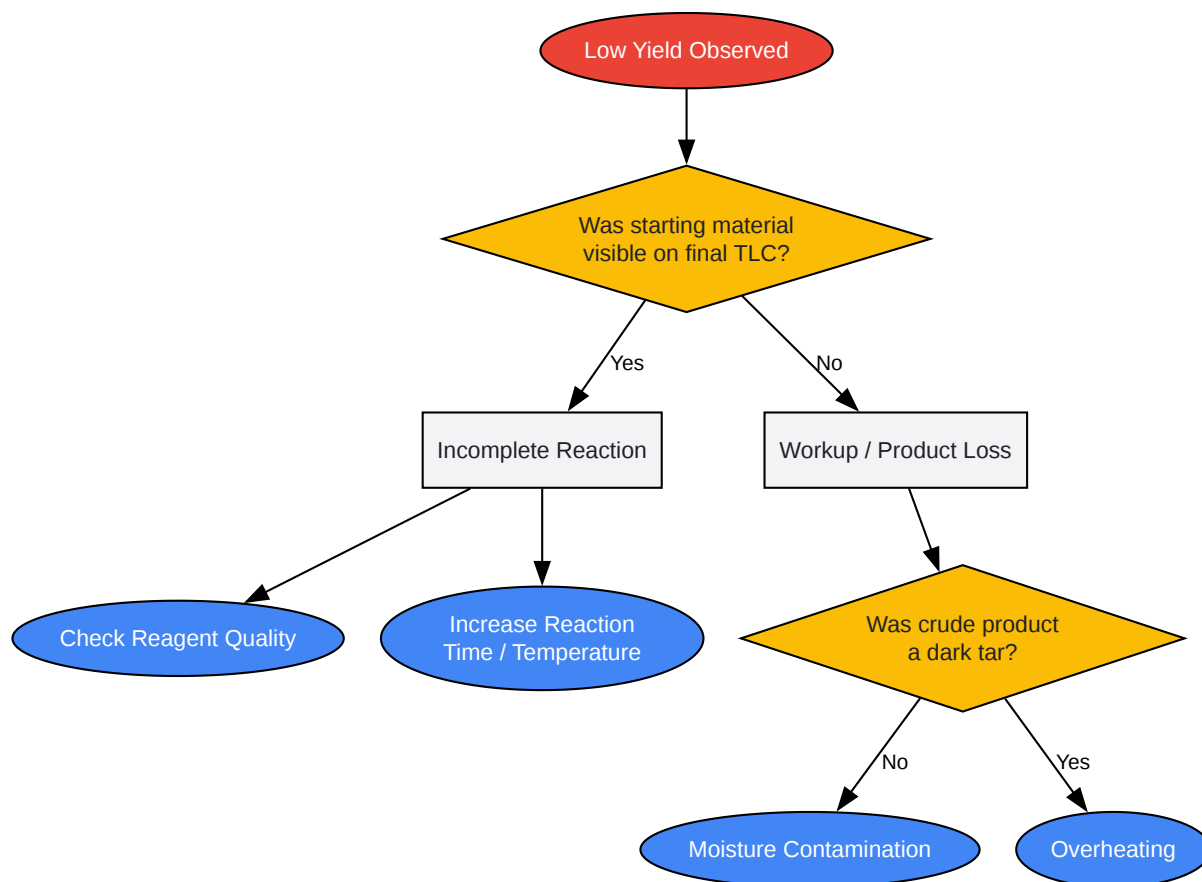 Low Yield Observed
Was starting material
visible on final TLC?
Yes
No
Incomplete Reaction
Workup / Product Loss
Check Reagent Quality
Increase Reaction
Time / Temperature
Was crude product
a dark tar?
No
Yes
Moisture Contamination
Overheating